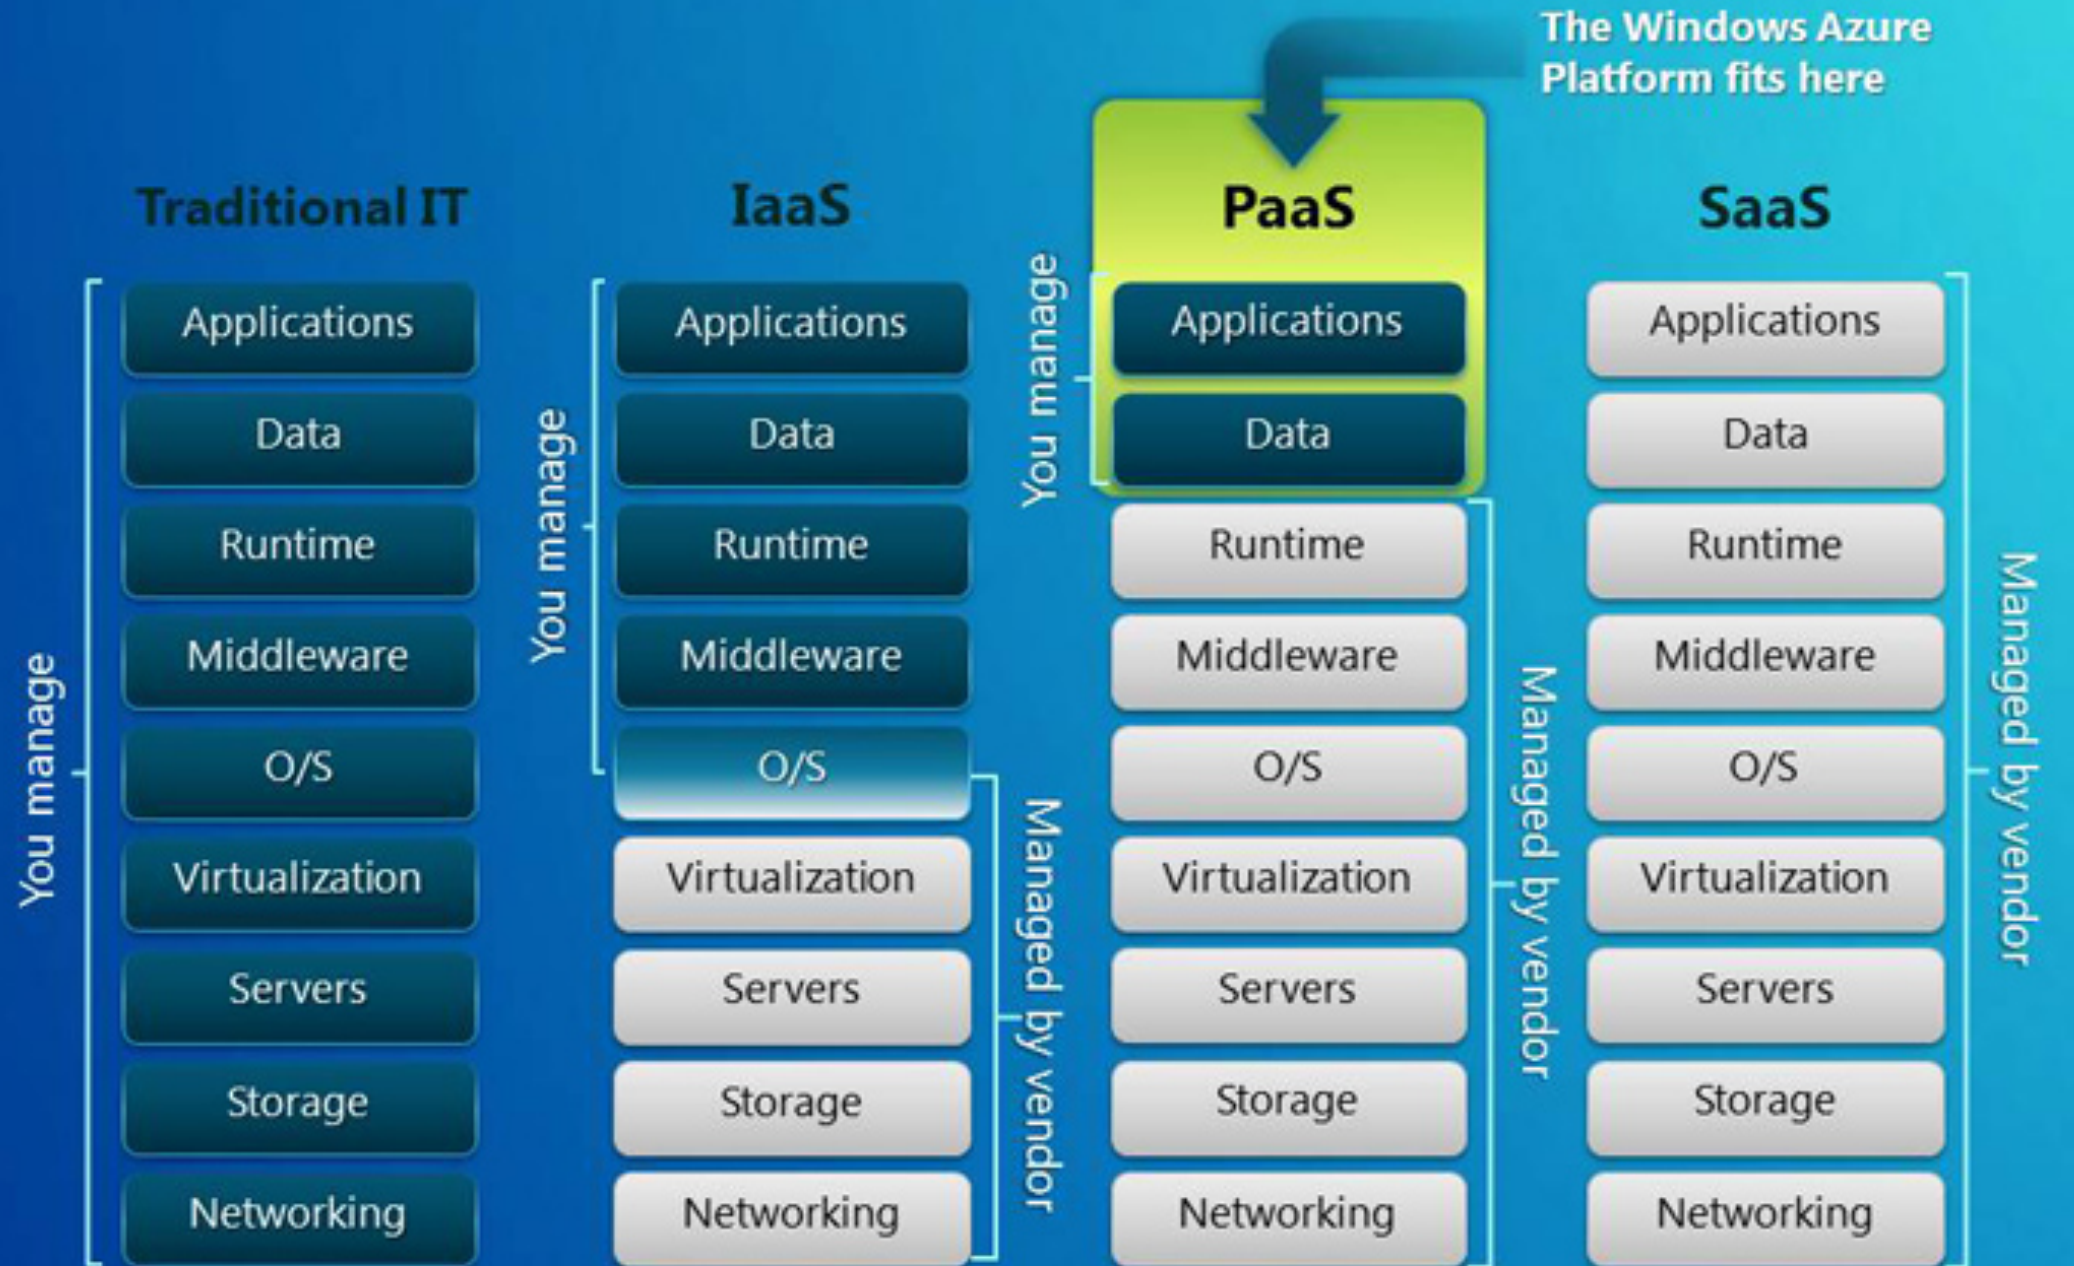 The Windows Azure
Platform fits here
Traditional IT
IaaS
PaaS
SaaS
You manage
Applications
Data
Runtime
Middleware
O/S
Virtualization
Servers
Storage
Networking
You manage
Applications
Data
Runtime
Middleware
O/S
Virtualization
Servers
Storage
Networking
Managed by vendor
You manage
Applications
Data
Runtime
Middleware
O/S
Virtualization
Servers
Storage
Networking
Managed by vendor
Applications
Data
Runtime
Middleware
O/S
Virtualization
Servers
Storage
Networking
Managed by vendor